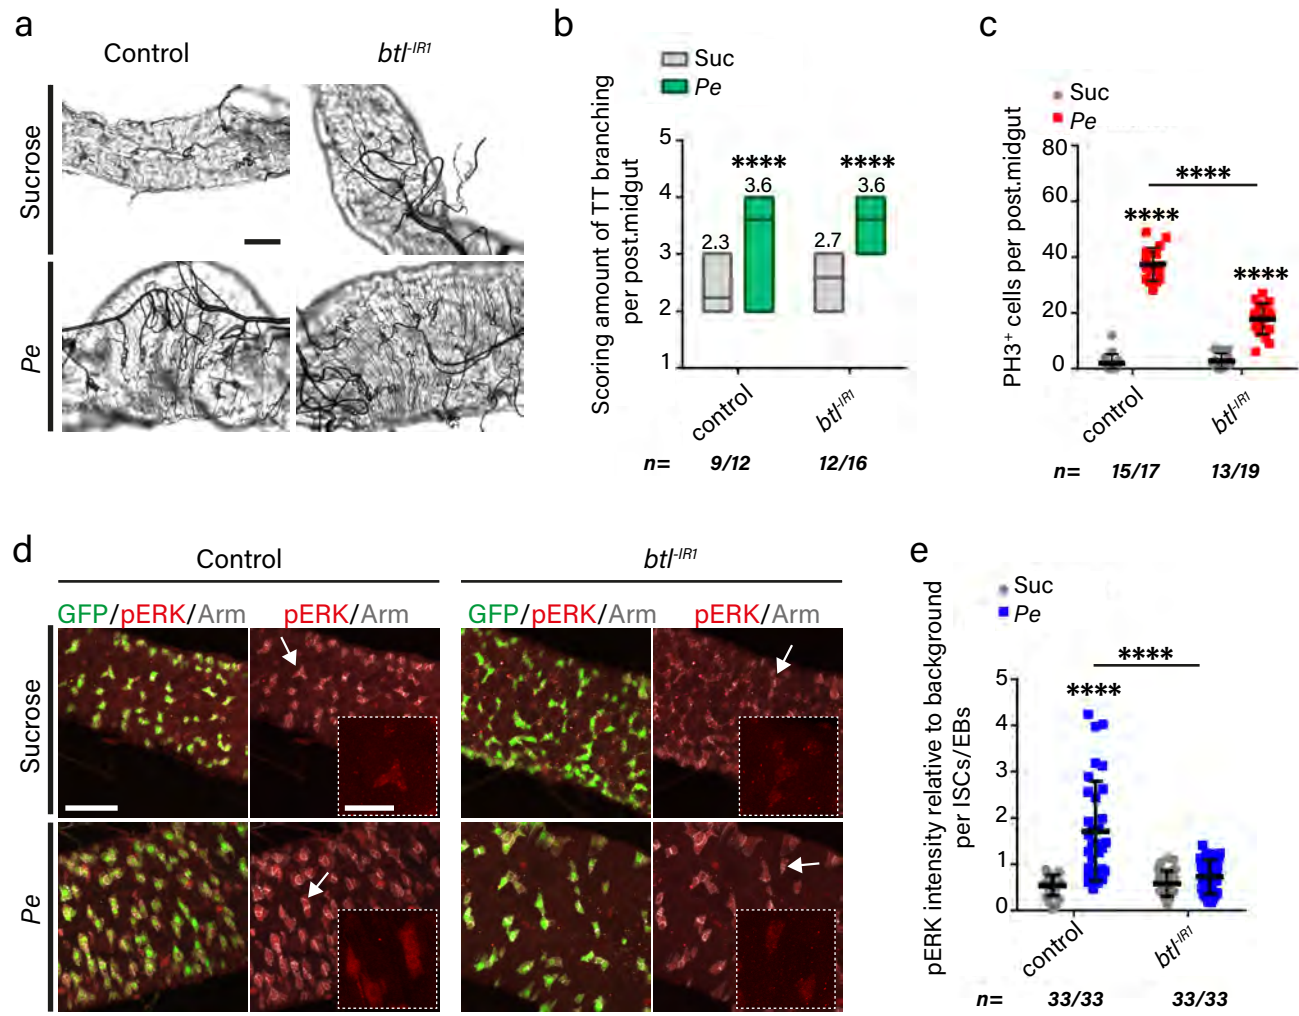 a
Control
btl-IR1
Sucrose
Pe
b
Suc
Pe
Scoring amount of TT branching
per post.midgut
5
4
3
2
1
****
****
3.6
3.6
2.3
2.7
control
btl-IR1
n=
9/12
12/16
c
Suc
Pe
PH3+ cells per post.midgut
80
60
40
20
0
****
****
****
control
btl-IR1
n=
15/17
13/19
d
Control
btl-IR1
GFP/pERK/Arm
pERK/Arm
GFP/pERK/Arm
pERK/Arm
Sucrose
Pe
e
Suc
Pe
pERK intensity relative to background
per ISCs/EBs
5
4
3
2
1
0
****
****
control
btl-IR1
n=
33/33
33/33